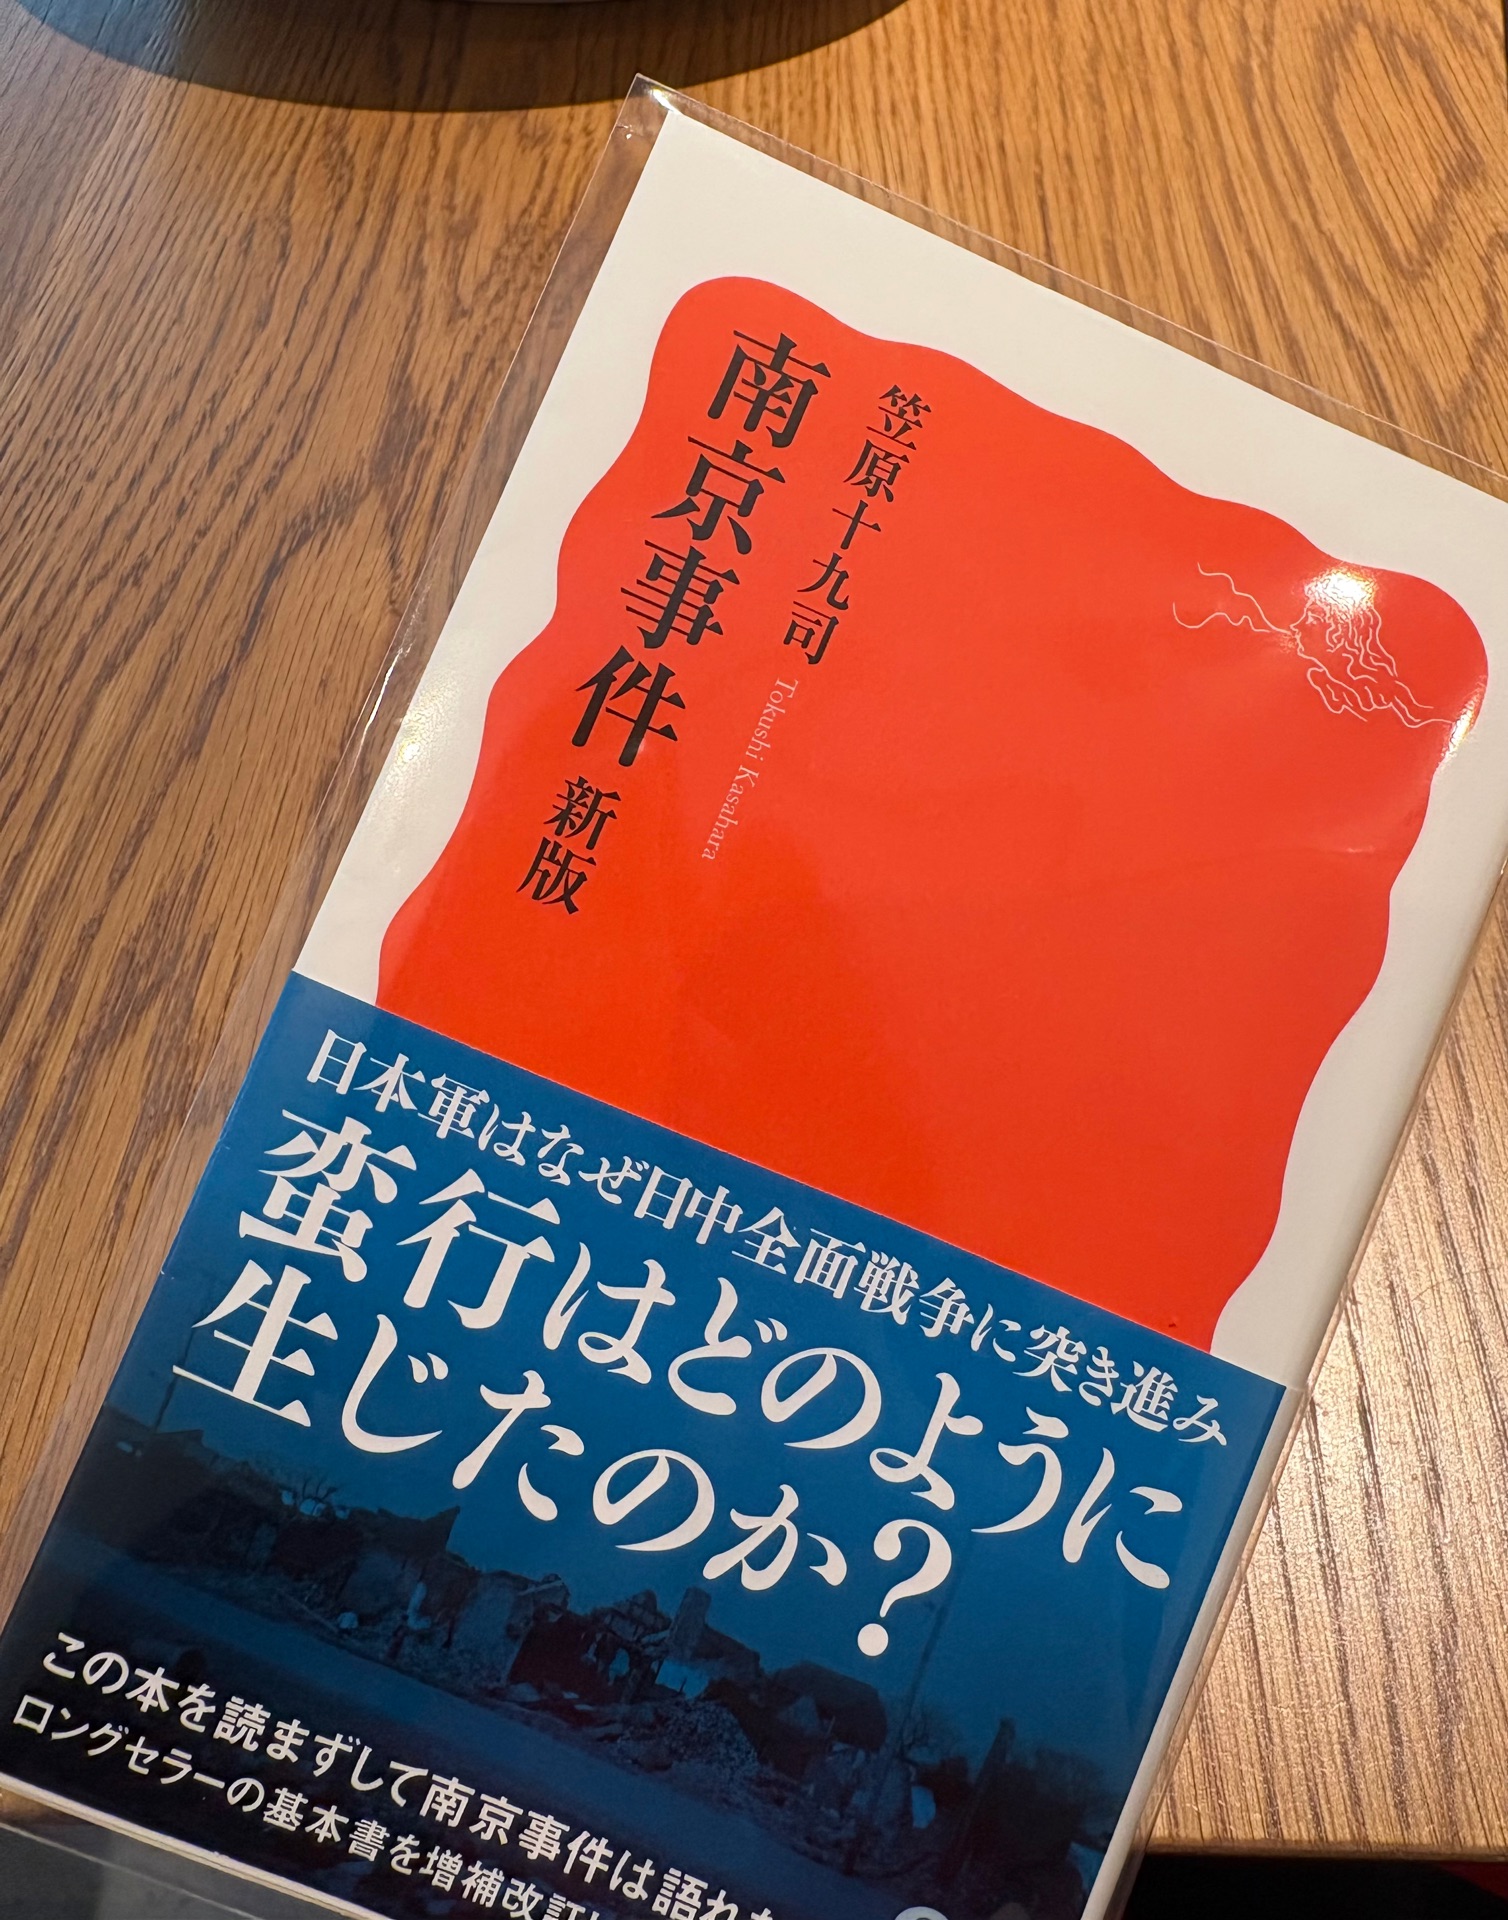 笠原十九司 Tokushi Kasahara
南京事件 新版
日本軍はなぜ日中全面戦争に突き進み
蛮行はどのように
生じたのか?
この本を読まずして南京事件は語れ
ロングセラーの基本書を増補改訂